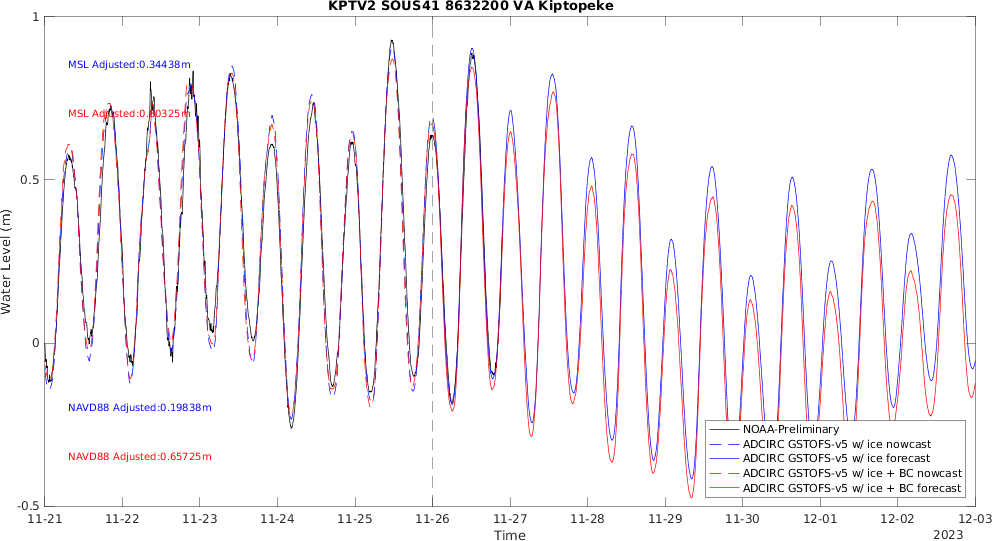 KPTV2 SOUS41 8632200 VA Kiptopeke
1
MSL Adjusted:0.34438m
MSL Adjusted:0.80325m
0.5
Water Level (m)
0
NAVD88 Adjusted:0.19838m
NAVD88 Adjusted:0.65725m
NOAA-Preliminary
ADCIRC GSTOFS-v5 w/ ice nowcast
ADCIRC GSTOFS-v5 w/ ice forecast
ADCIRC GSTOFS-v5 w/ ice + BC nowcast
ADCIRC GSTOFS-v5 w/ ice + BC forecast
-0.5
11-21 11-22 11-23 11-24 11-25 11-26 11-27 11-28 11-29 11-30 12-01 12-02 12-03
Time
2023